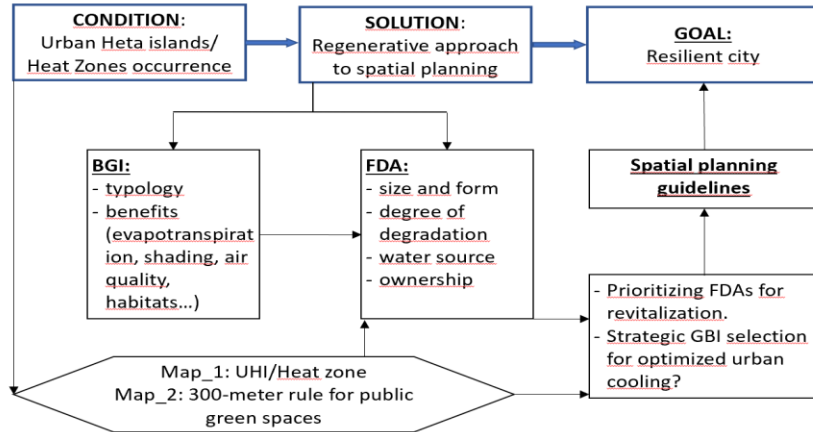 CONDITION:
Urban Heta islands/
Heat Zones occurrence
SOLUTION:
Regenerative approach
to spatial planning
GOAL:
Resilient city
BGI:
- typology
- benefits
(evapotranspirat
ion, shading, air
quality,
habitats...)
FDA:
- size and form
- degree of
degradation
- water source
- ownership
Spatial planning
guidelines
- Prioritizing FDAs for
revitalization.
- Strategic GBI selection
for optimized urban
cooling?
Map_1: UHI/Heat zone
Map_2: 300-meter rule for public
green spaces